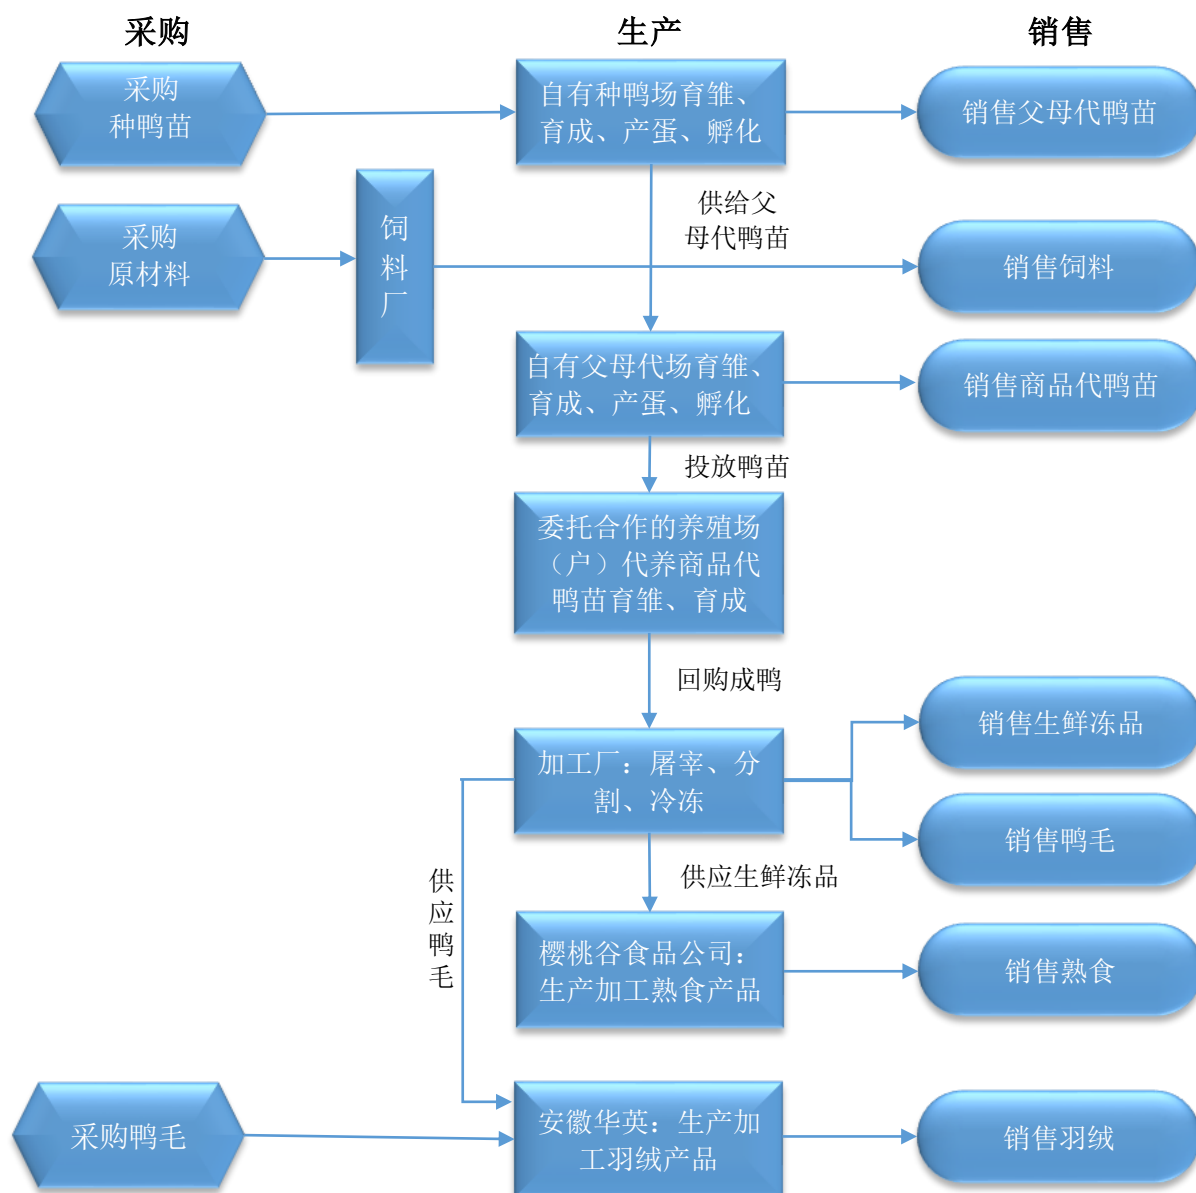 采购
生产
销售
采购
种鸭苗
自有种鸭场育雏、
育成、产蛋、孵化
销售父母代鸭苗
供给父
母代鸭苗
采购
原材料
饲
料
厂
销售饲料
自有父母代场育雏、
育成、产蛋、孵化
销售商品代鸭苗
投放鸭苗
委托合作的养殖场
（户）代养商品代
鸭苗育雏、育成
回购成鸭
销售生鲜冻品
加工厂：屠宰、分
割、冷冻
销售鸭毛
供
应
鸭
毛
供应生鲜冻品
樱桃谷食品公司：
生产加工熟食产品
销售熟食
采购鸭毛
安徽华英：生产加
工羽绒产品
销售羽绒